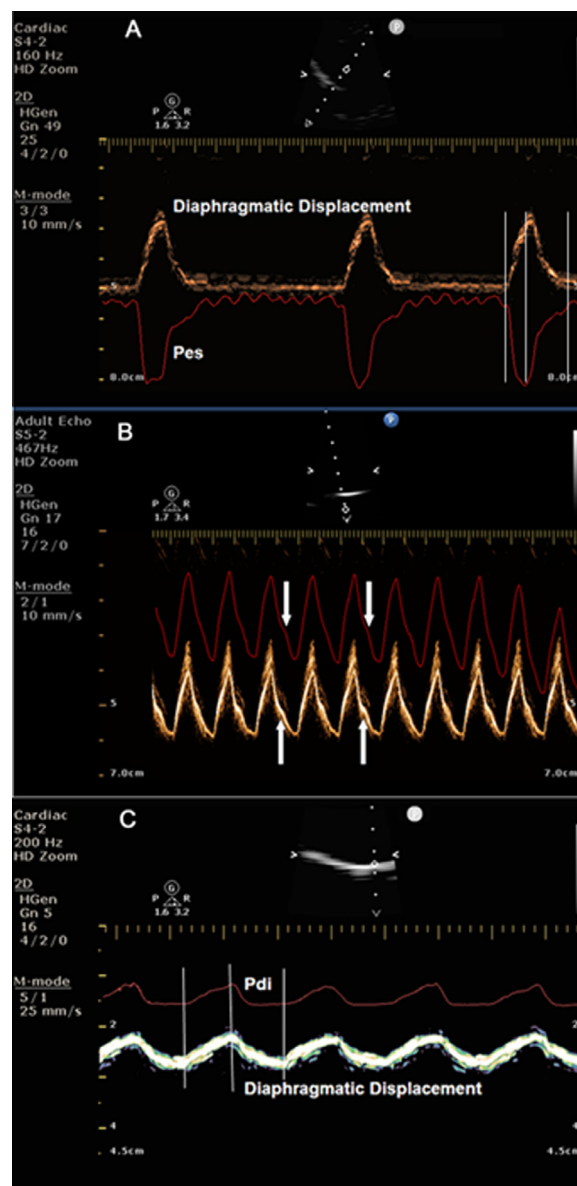 Cardiac
S4-2
160 Hz
HD Zoom
A
P
2D
HGen
Gn 49
25
4/2/0
G
P R
1.6 3.2
M-mode
3/3
10 mm/s
Diaphragmatic Displacement
5
Pes
8.0cm
8.0cm
Adult Echo
S5-2
467Hz
HD Zoom
B
P
2D
HGen
Gn 17
16
7/2/0
G
P R
1.7 3.4
M-mode
2/1
10 mm/s
5
5
7.0cm
7.0cm
Cardiac
S4-2
200 Hz
HD Zoom
C
P
2D
HGen
Gn 5
16
4/2/0
G
P R
1.6 3.2
M-mode
5/1
25 mm/s
Pdi
2
2
Diaphragmatic Displacement
4
4
4.5cm
4.5cm